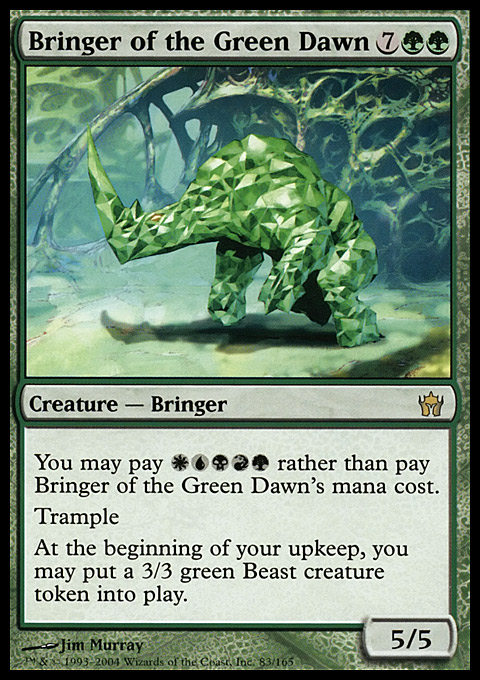 Bringer of the Green Dawn 7
Creature — Bringer
You may pay rather than pay
Bringer of the Green Dawn's mana cost.
Trample
At the beginning of your upkeep, you
may put a 3/3 green Beast creature
token into play.
Jim Murray
5/5
™ & © 1993–2004 Wizards of the Coast, Inc. 83/165